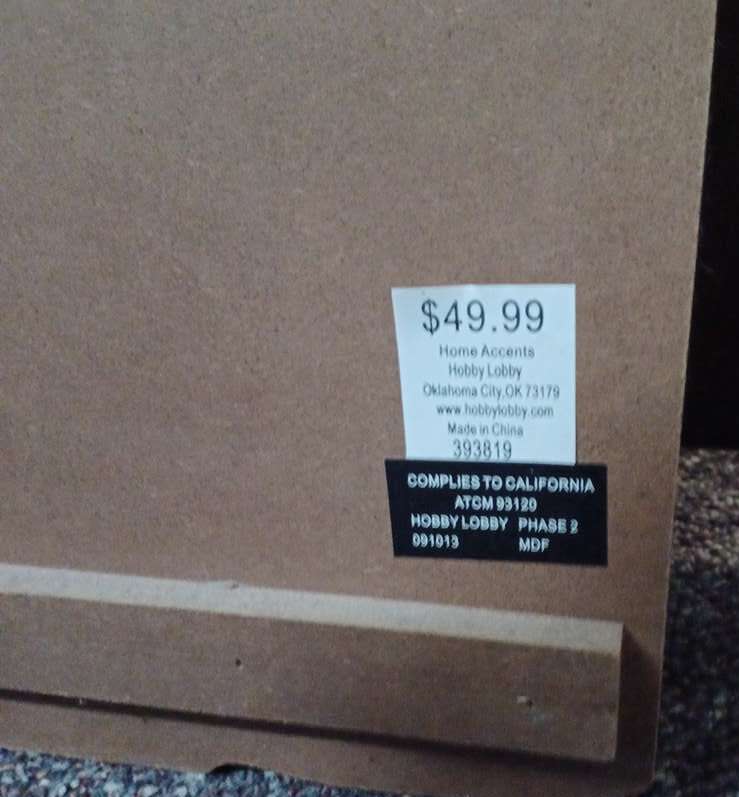 $49.99
Home Accents
Hobby Lobby
Oklahoma City,OK 73179
www.hobbylobby.com
Made in China
393819
COMPLIES TO CALIFORNIA
ATCM 93120
HOBBY LOBBY PHASE 2
091013 MDF